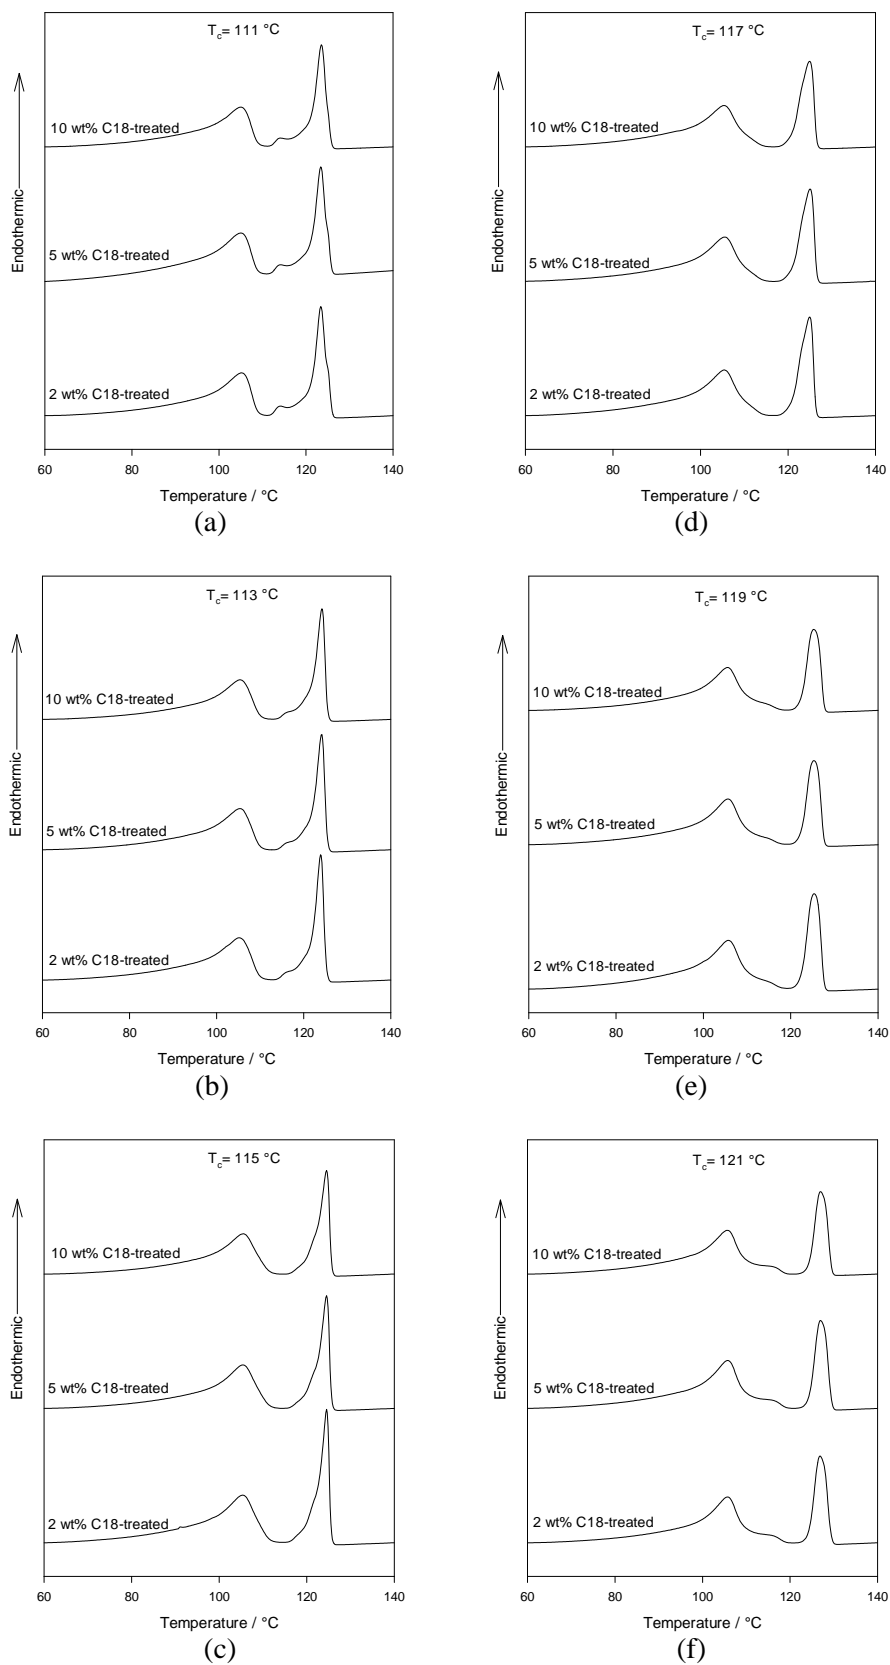 T_c= 111 °C
Endothermic
10 wt% C18-treated
5 wt% C18-treated
2 wt% C18-treated
60 80 100 120 140
Temperature / °C
(a)
T_c= 117 °C
Endothermic
10 wt% C18-treated
5 wt% C18-treated
2 wt% C18-treated
60 80 100 120 140
Temperature / °C
(d)
T_c= 113 °C
Endothermic
10 wt% C18-treated
5 wt% C18-treated
2 wt% C18-treated
60 80 100 120 140
Temperature / °C
(b)
T_c= 119 °C
Endothermic
10 wt% C18-treated
5 wt% C18-treated
2 wt% C18-treated
60 80 100 120 140
Temperature / °C
(e)
T_c= 115 °C
Endothermic
10 wt% C18-treated
5 wt% C18-treated
2 wt% C18-treated
60 80 100 120 140
Temperature / °C
(c)
T_c= 121 °C
Endothermic
10 wt% C18-treated
5 wt% C18-treated
2 wt% C18-treated
60 80 100 120 140
Temperature / °C
(f)